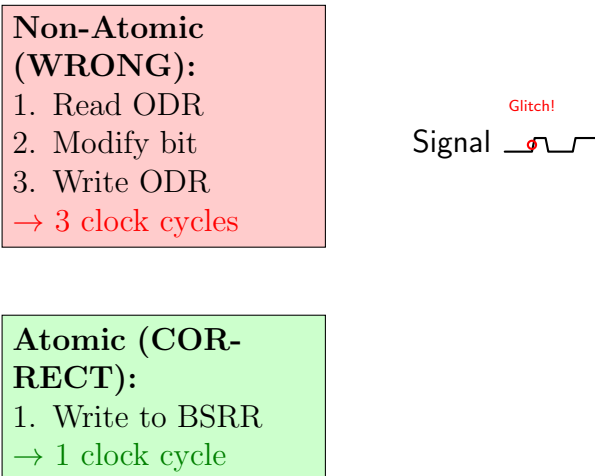 Non-Atomic
(WRONG):
1. Read ODR
2. Modify bit
3. Write ODR
→ 3 clock cycles
Glitch!
Signal
Atomic (COR-
RECT):
1. Write to BSRR
→ 1 clock cycle